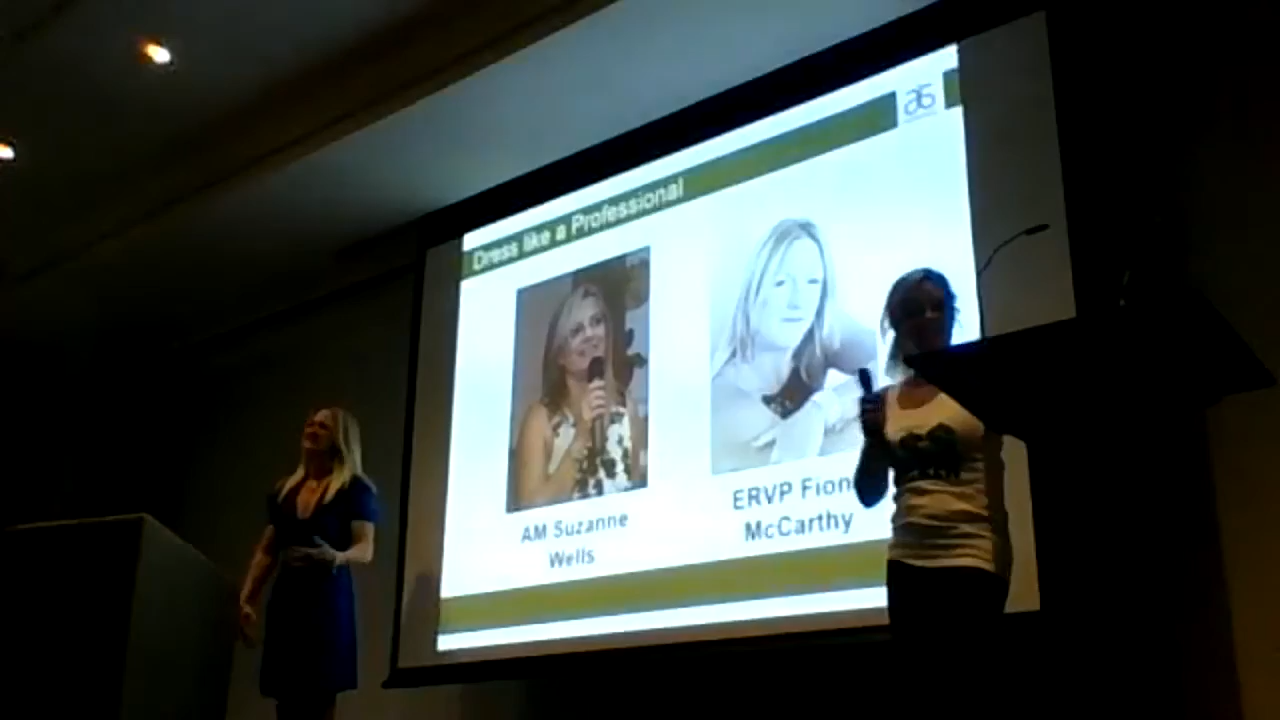 Dress like a Professional
AM Suzanne
Wells
ERVP Fion
McCarthy